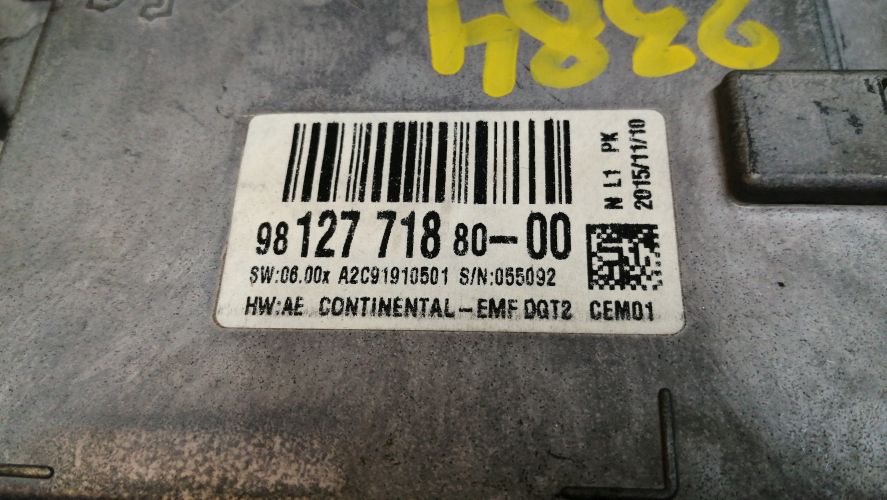 2384
N L1 PK
2015/11/10
98 127 718 80-00
SW:06.00x A2C91910501 S/N:055092
HW:AE CONTINENTAL-EMF DQT2 CEM01